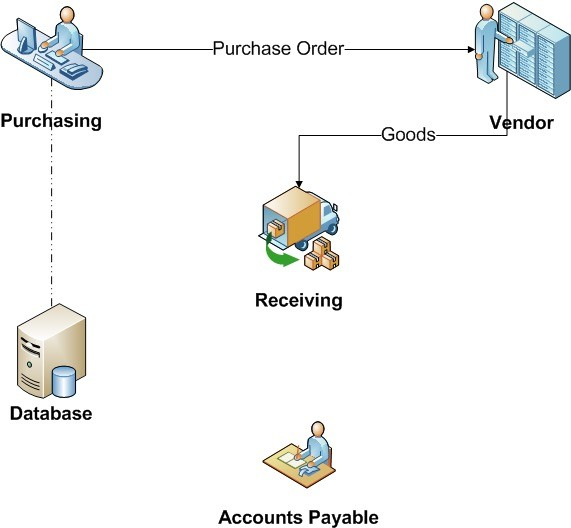 Purchase Order
Purchasing
Vendor
Goods
Receiving
Database
Accounts Payable